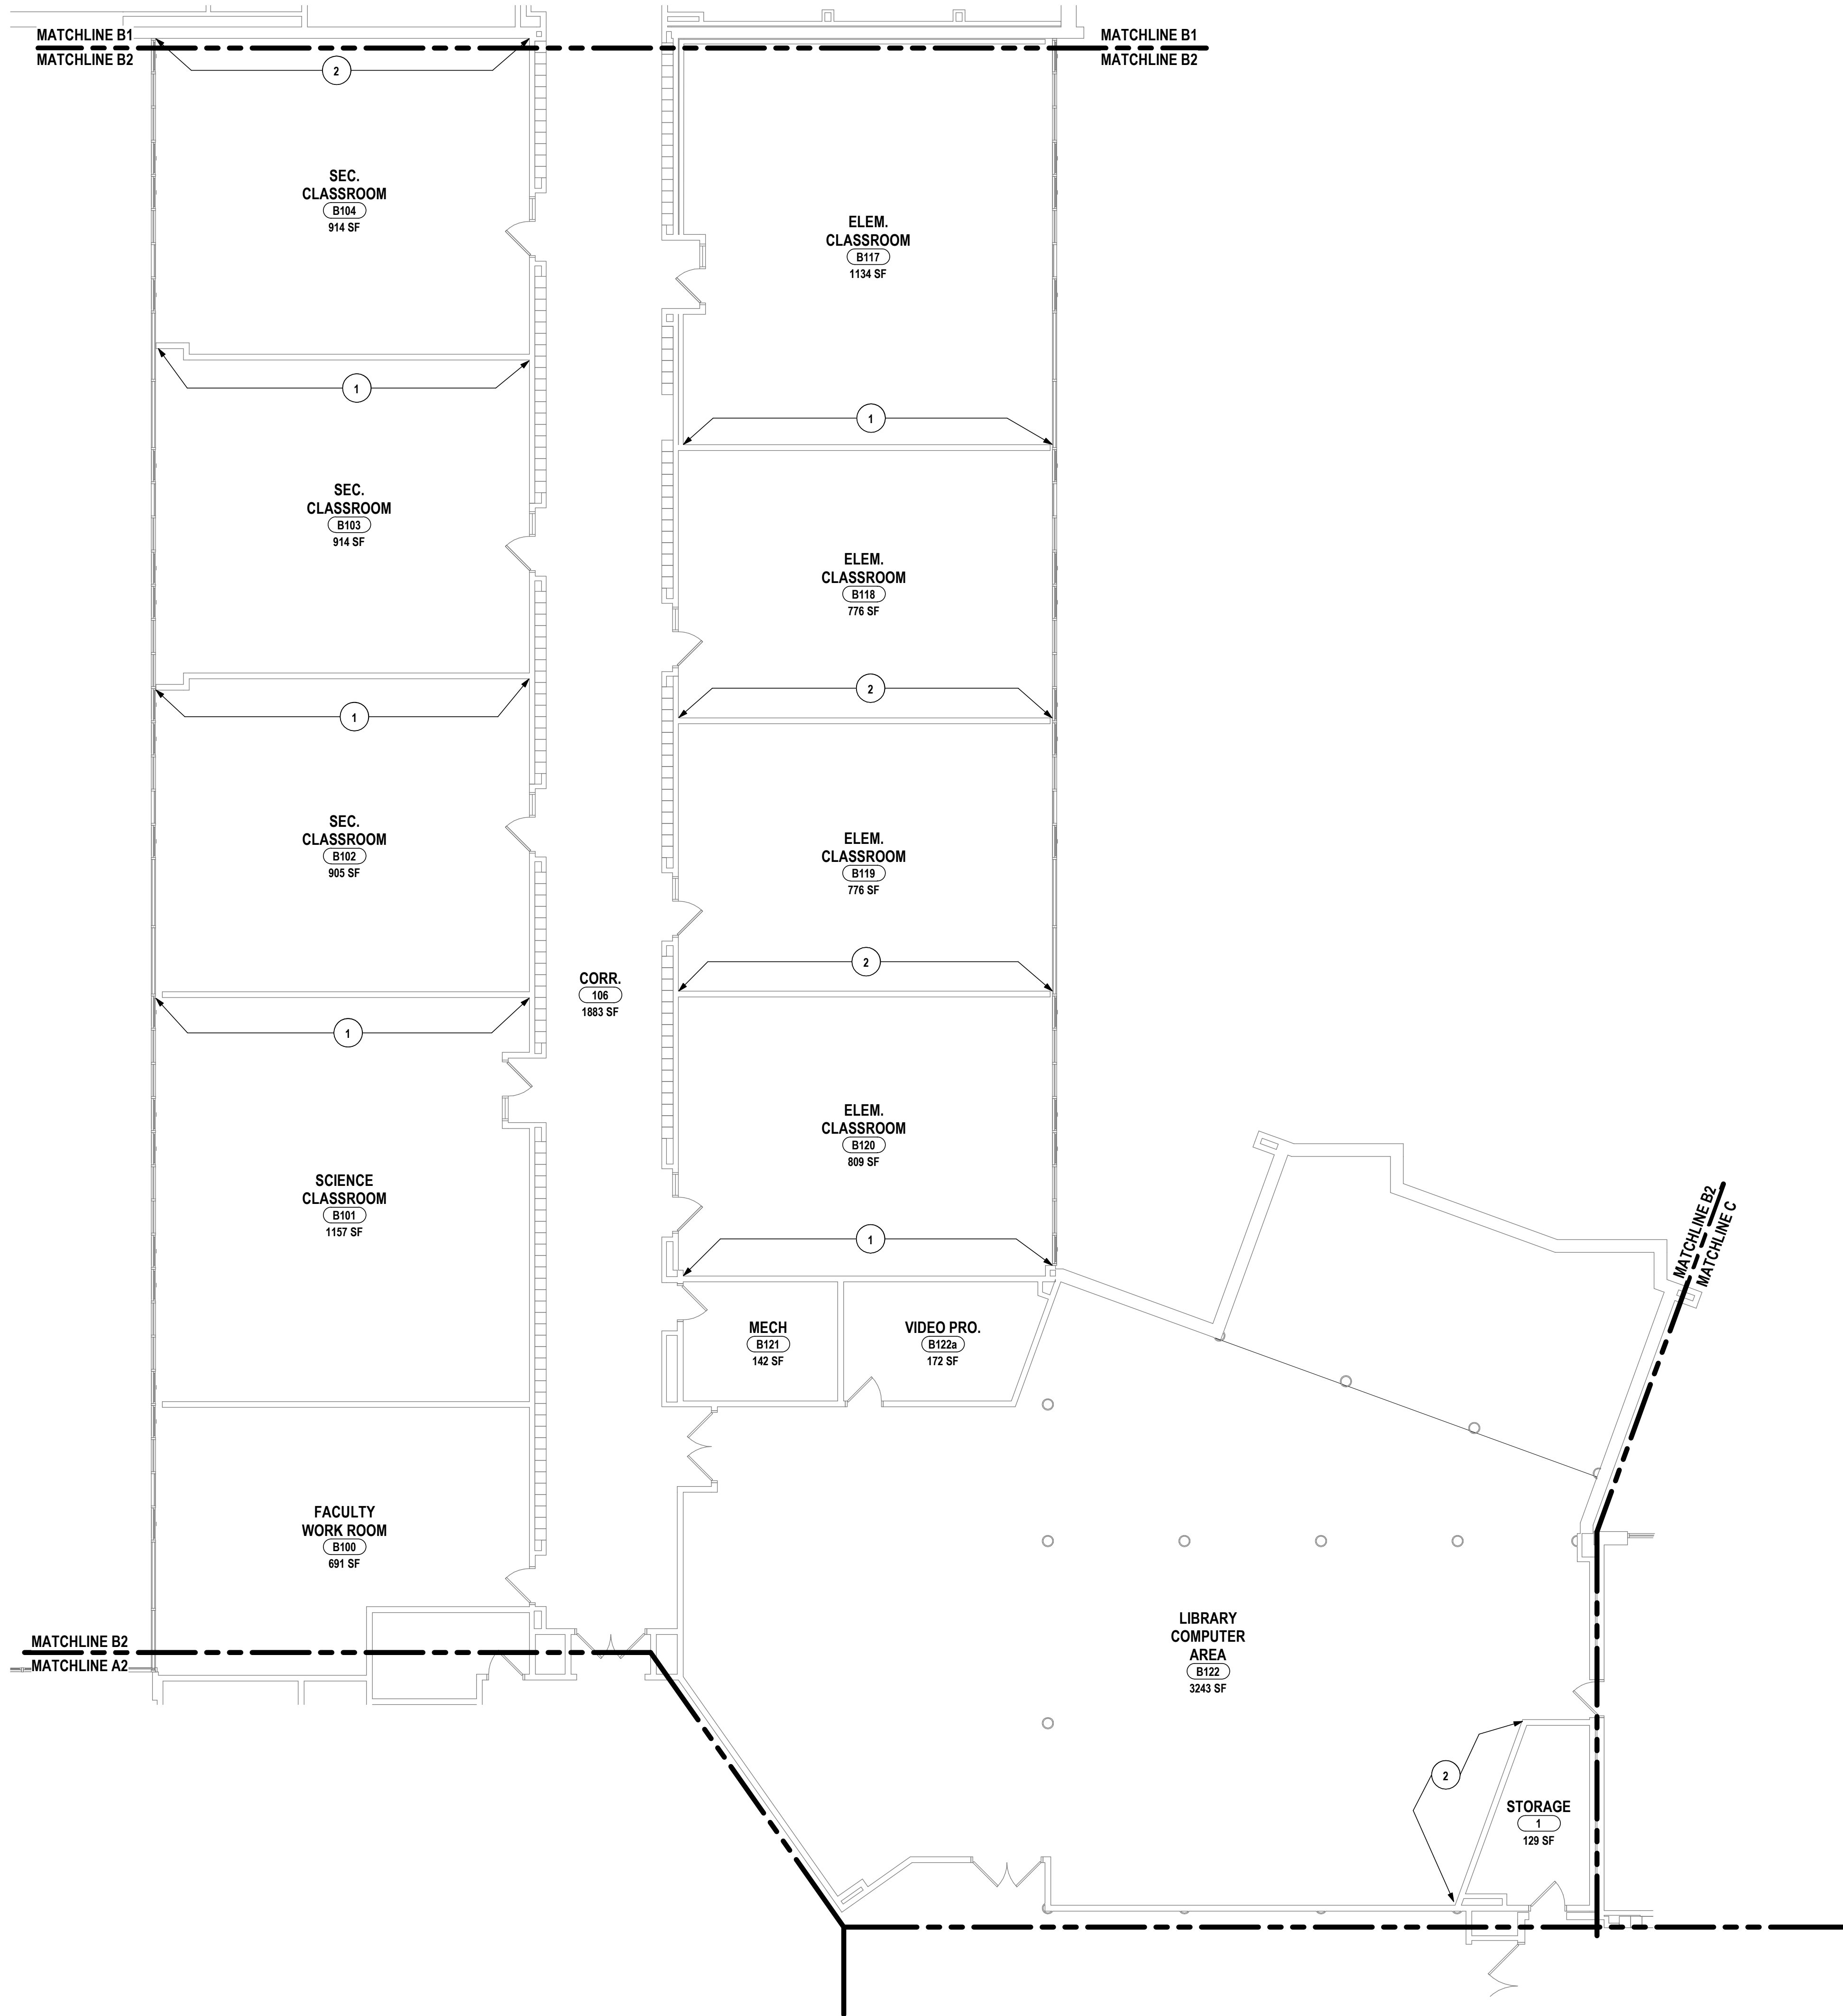 MATCHLINE B1
MATCHLINE B2
MATCHLINE B1
MATCHLINE B2
2
SEC.
CLASSROOM
B104
914 SF
ELEM.
CLASSROOM
B117
1134 SF
1
1
SEC.
CLASSROOM
B103
914 SF
ELEM.
CLASSROOM
B118
776 SF
2
1
SEC.
CLASSROOM
B102
905 SF
ELEM.
CLASSROOM
B119
776 SF
2
CORR.
106
1883 SF
1
ELEM.
CLASSROOM
B120
809 SF
SCIENCE
CLASSROOM
B101
1157 SF
1
MATCHLINE B2
MATCHLINE C
MECH
B121
142 SF
VIDEO PRO.
B122a
172 SF
FACULTY
WORK ROOM
B100
691 SF
MATCHLINE B2
MATCHLINE A2
LIBRARY
COMPUTER
AREA
B122
3243 SF
2
STORAGE
1
129 SF